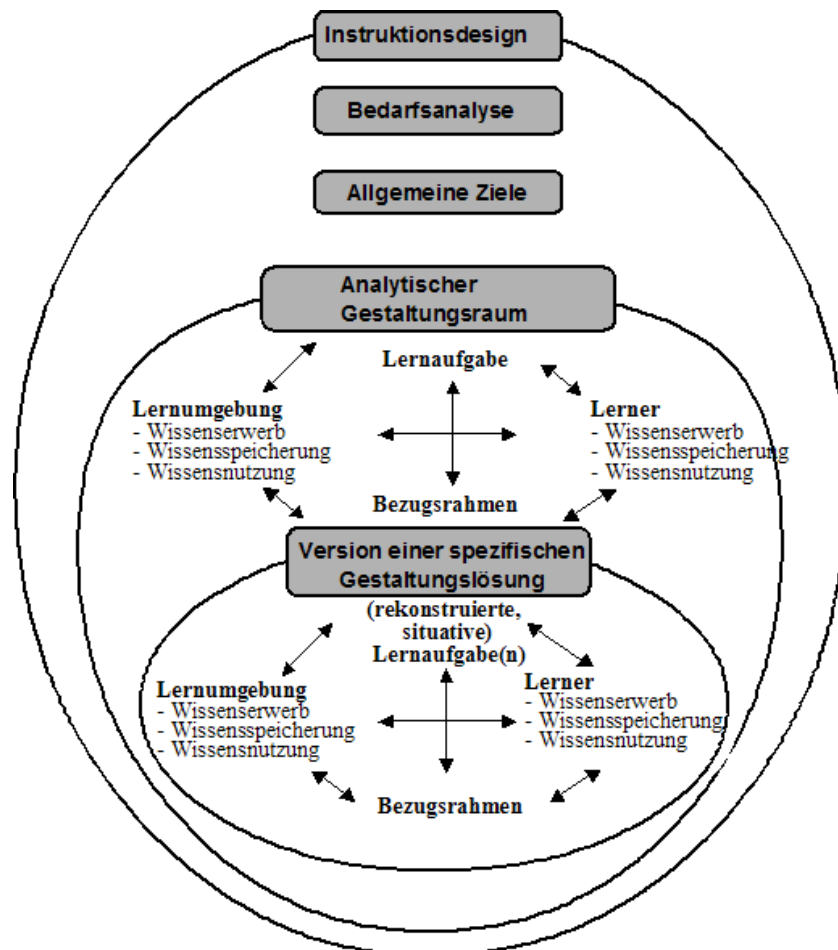 Instruktionsdesign
Bedarfsanalyse
Allgemeine Ziele
Analytischer
Gestaltungsraum
Lernaufgabe
Lernumgebung
- Wissenserwerb
- Wissensspeicherung
- Wissensnutzung
Lerner
- Wissenserwerb
- Wissensspeicherung
- Wissensnutzung
Bezugsrahmen
Version einer spezifischen
Gestaltungslösung
(rekonstruierte,
situative)
Lernaufgabe(n)
Lernumgebung
- Wissenserwerb
- Wissensspeicherung
- Wissensnutzung
Lerner
- Wissenserwerb
- Wissensspeicherung
- Wissensnutzung
Bezugsrahmen